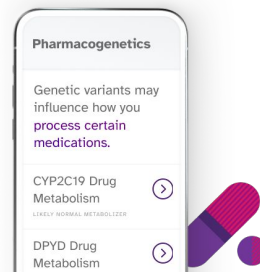 Pharmacogenetics
Genetic variants may
influence how you
process certain
medications.
CYP2C19 Drug
Metabolism
LIKELY NORMAL METABOLIZER
DPYD Drug
Metabolism